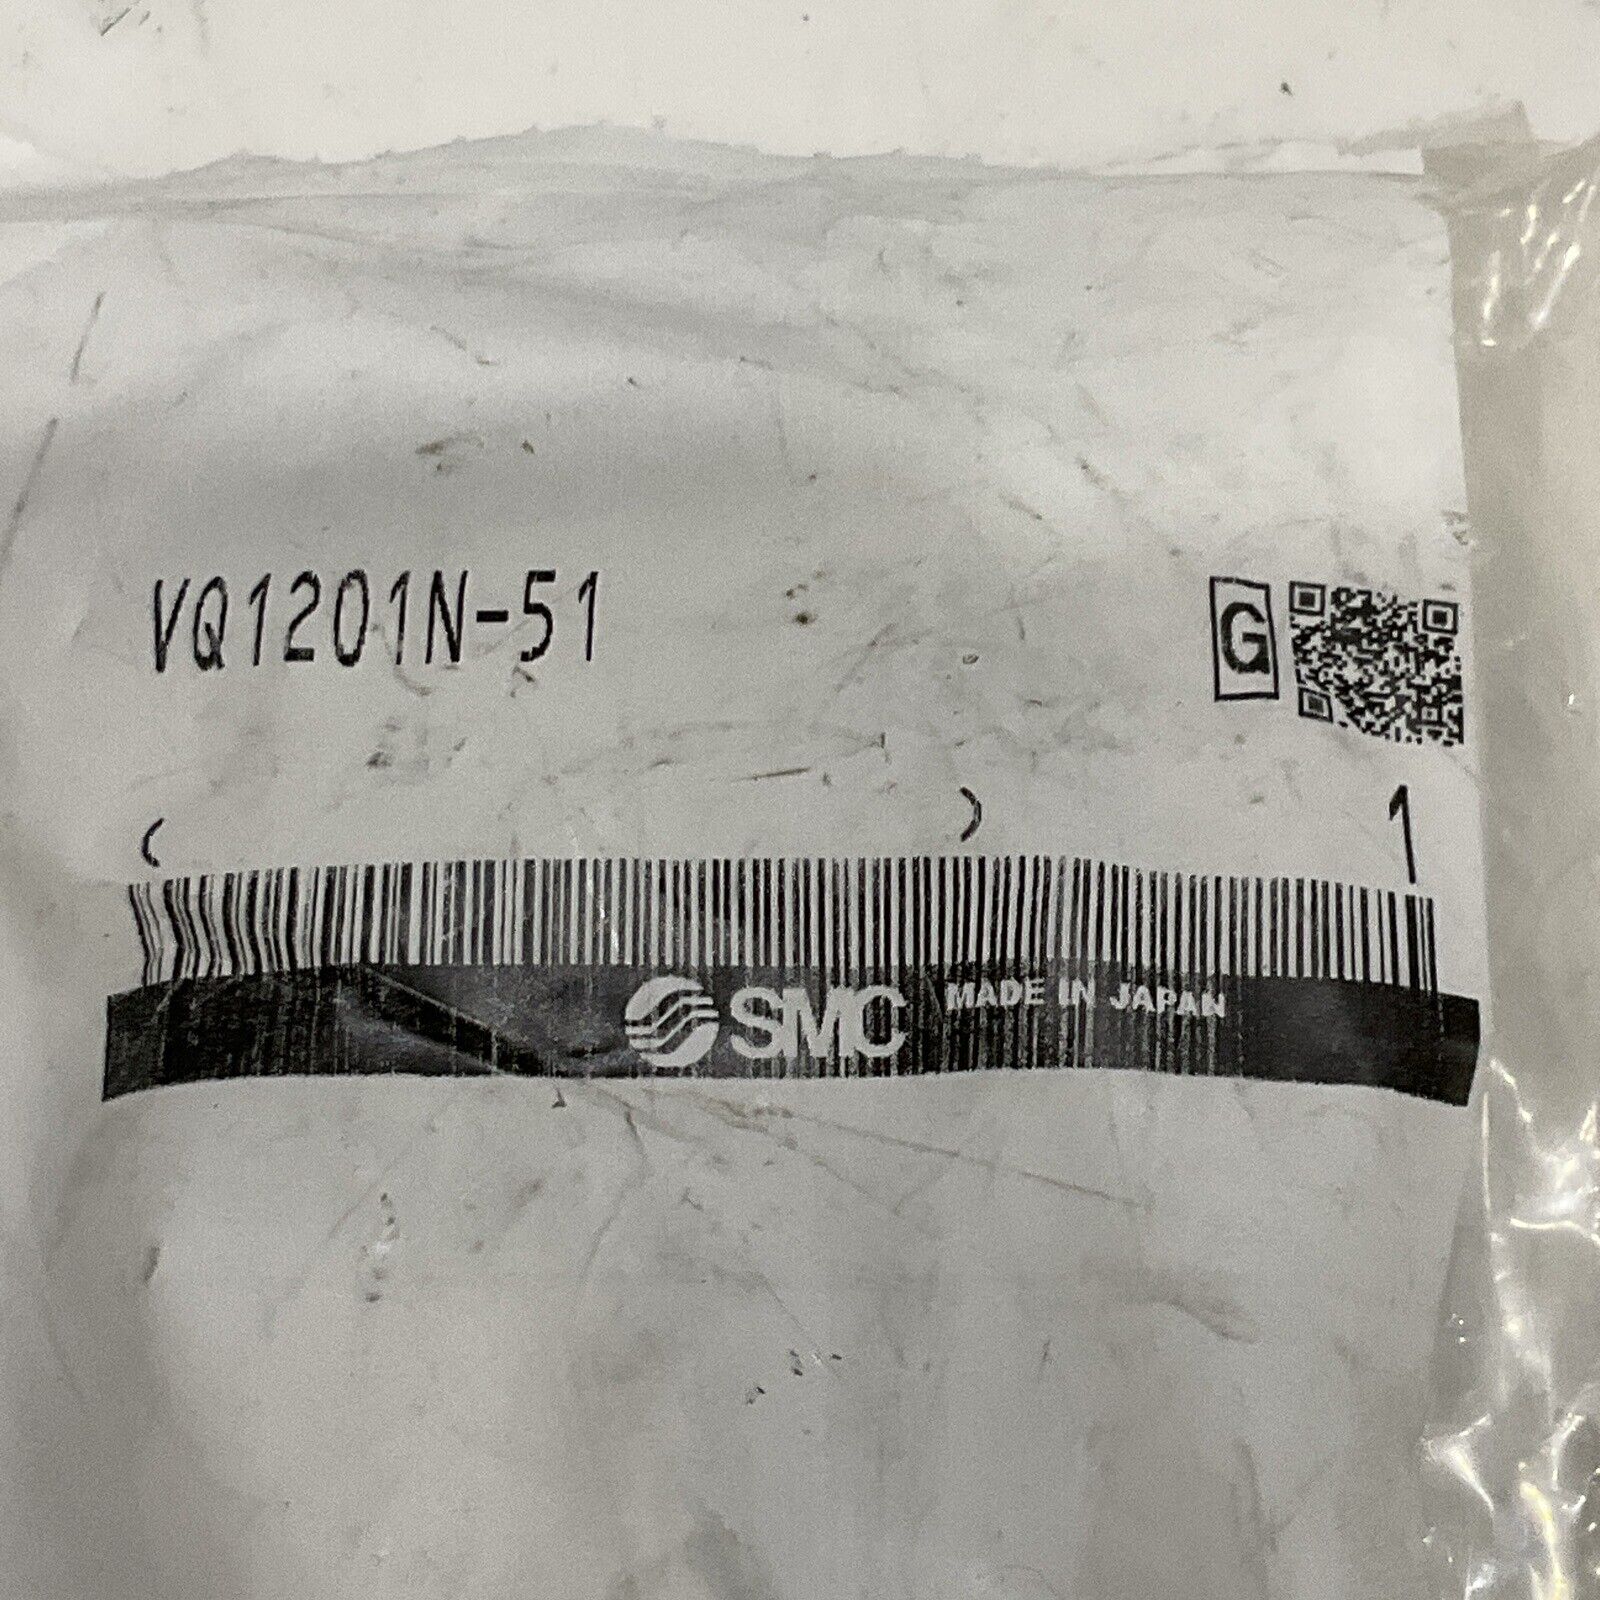 VQ1201N-51
G
( ) 1
SMC MADE IN JAPAN